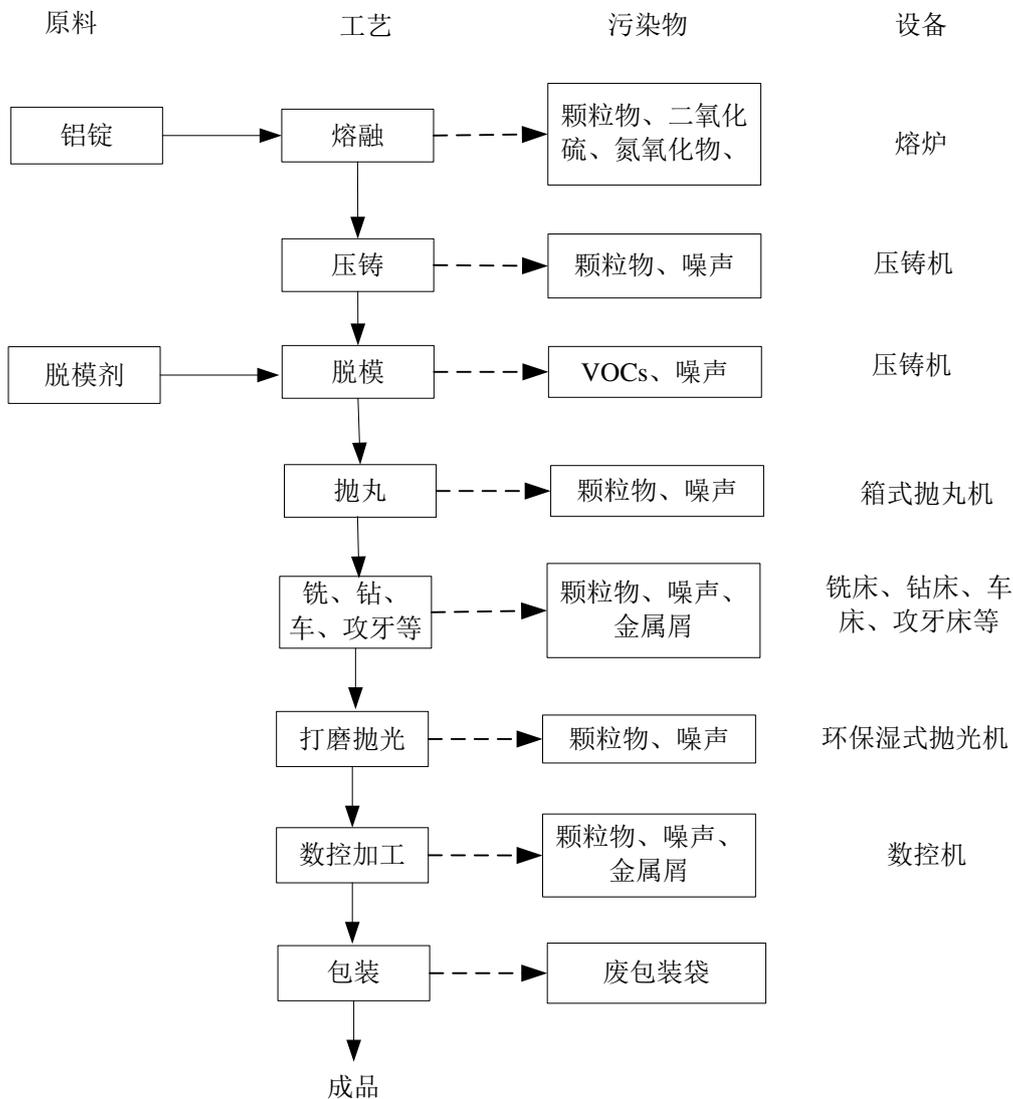 原料
工艺
污染物
设备
铝锭
熔融
颗粒物、二氧化
硫、氮氧化物、
熔炉
压铸
颗粒物、噪声
压铸机
脱模剂
脱模
VOCs、噪声
压铸机
抛丸
颗粒物、噪声
箱式抛丸机
铣、钻、
车、攻牙等
颗粒物、噪声、
金属屑
铣床、钻床、车
床、攻牙床等
打磨抛光
颗粒物、噪声
环保湿式抛光机
数控加工
颗粒物、噪声、
金属屑
数控机
包装
废包装袋
成品